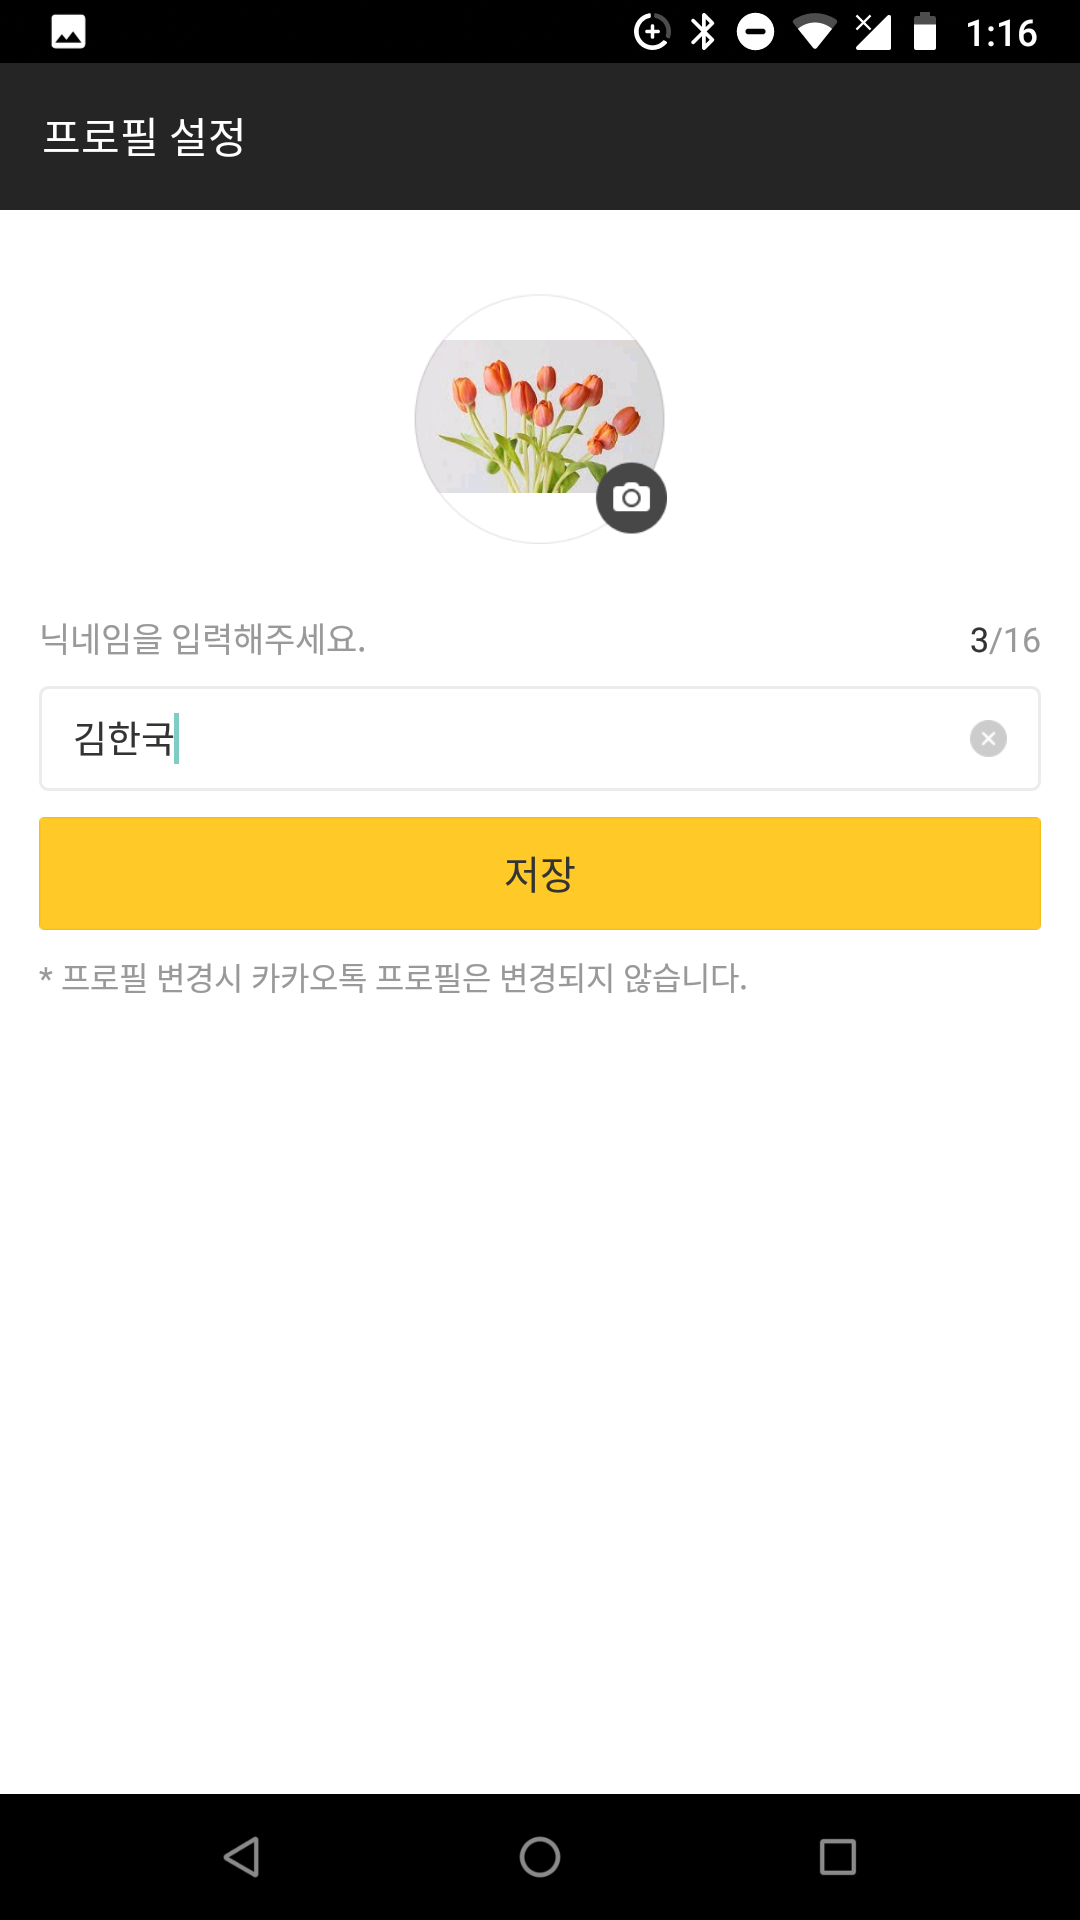 1:16
프로필 설정
닉네임을 입력해주세요.
3/16
김한국
저장
* 프로필 변경시 카카오톡 프로필은 변경되지 않습니다.